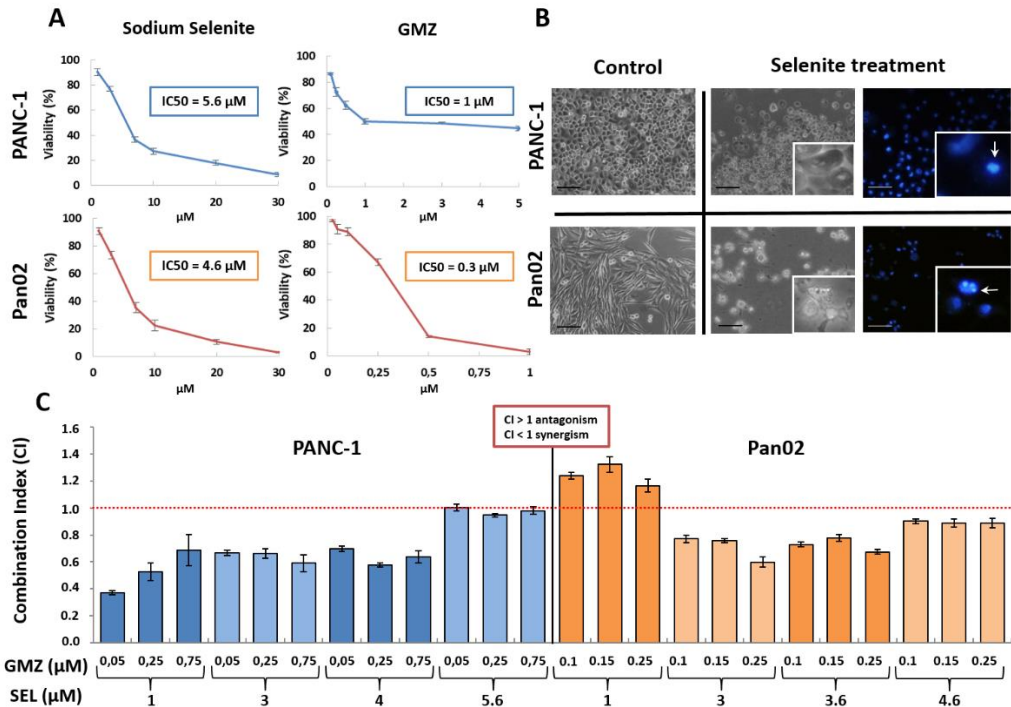 A
Sodium Selenite
GMZ
PANC-1
Viability (%)
100
80
60
40
20
0
IC50 = 5.6 µM
0 10 20 30
µM
Viability (%)
100
80
60
40
20
0
IC50 = 1 µM
0 1 2 3 4 5
µM
Pan02
Viability (%)
100
80
60
40
20
0
IC50 = 4.6 µM
0 10 20 30
µM
Viability (%)
100
80
60
40
20
0
IC50 = 0.3 µM
0 0,25 0,5 0,75 1
µM
B
Control
Selenite treatment
PANC-1
Pan02
C
CI > 1 antagonism
CI < 1 synergism
PANC-1
Pan02
Combination Index (CI)
1.6
1.4
1.2
1.0
0.8
0.6
0.4
0.2
0.0
GMZ (µM) 0,05 0,25 0,75 0,05 0,25 0,75 0,05 0,25 0,75 0,05 0,25 0,75 0.1 0.15 0.25 0.1 0.15 0.25 0.1 0.15 0.25 0.1 0.15 0.25
SEL (µM) 1 3 4 5.6 1 3 3.6 4.6